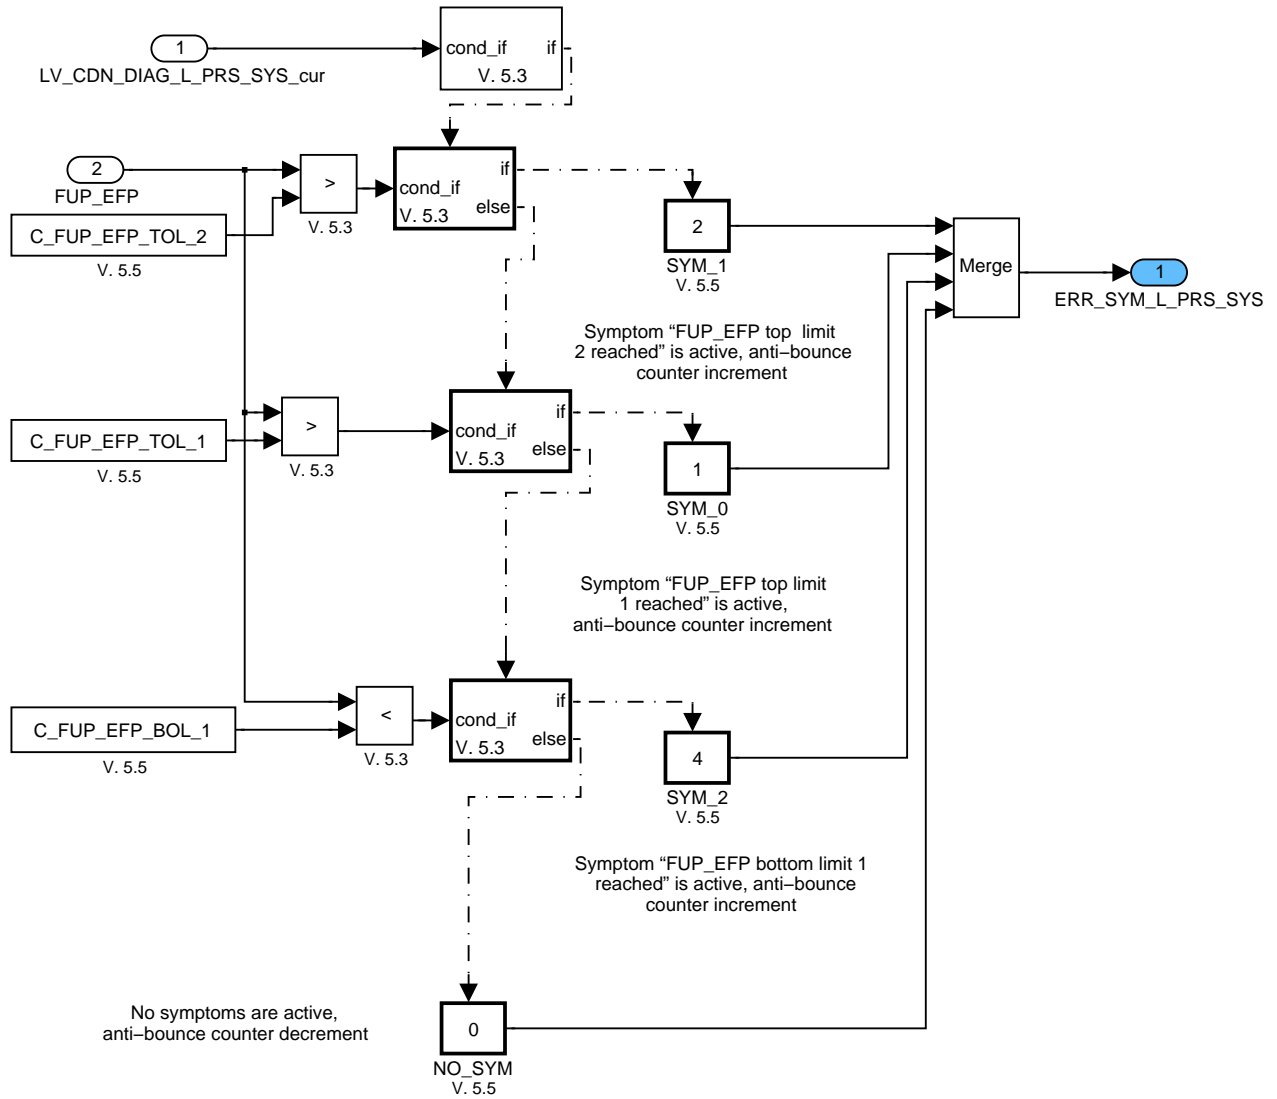 1
LV_CDN_DIAG_L_PRS_SYS_cur
cond_if if
V. 5.3
2
FUP_EFP
C_FUP_EFP_TOL_2
V. 5.5
>
V. 5.3
if
cond_if
else
V. 5.3
2
SYM_1
V. 5.5
Merge
1
ERR_SYM_L_PRS_SYS
Symptom “FUP_EFP top  limit
2 reached” is active, anti−bounce
counter increment
C_FUP_EFP_TOL_1
V. 5.5
>
V. 5.3
if
cond_if
else
V. 5.3
1
SYM_0
V. 5.5
Symptom “FUP_EFP top limit
1 reached” is active,
anti−bounce counter increment
C_FUP_EFP_BOL_1
V. 5.5
<
V. 5.3
if
cond_if
else
V. 5.3
4
SYM_2
V. 5.5
Symptom “FUP_EFP bottom limit 1
reached” is active, anti−bounce
counter increment
No symptoms are active,
anti−bounce counter decrement
0
NO_SYM
V. 5.5